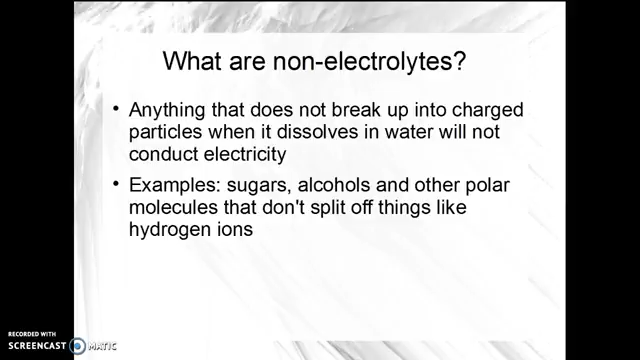 What are non-electrolytes?
• Anything that does not break up into charged
particles when it dissolves in water will not
conduct electricity
• Examples: sugars, alcohols and other polar
molecules that don't split off things like
hydrogen ions
RECORDED WITH
SCREENCAST MATIC